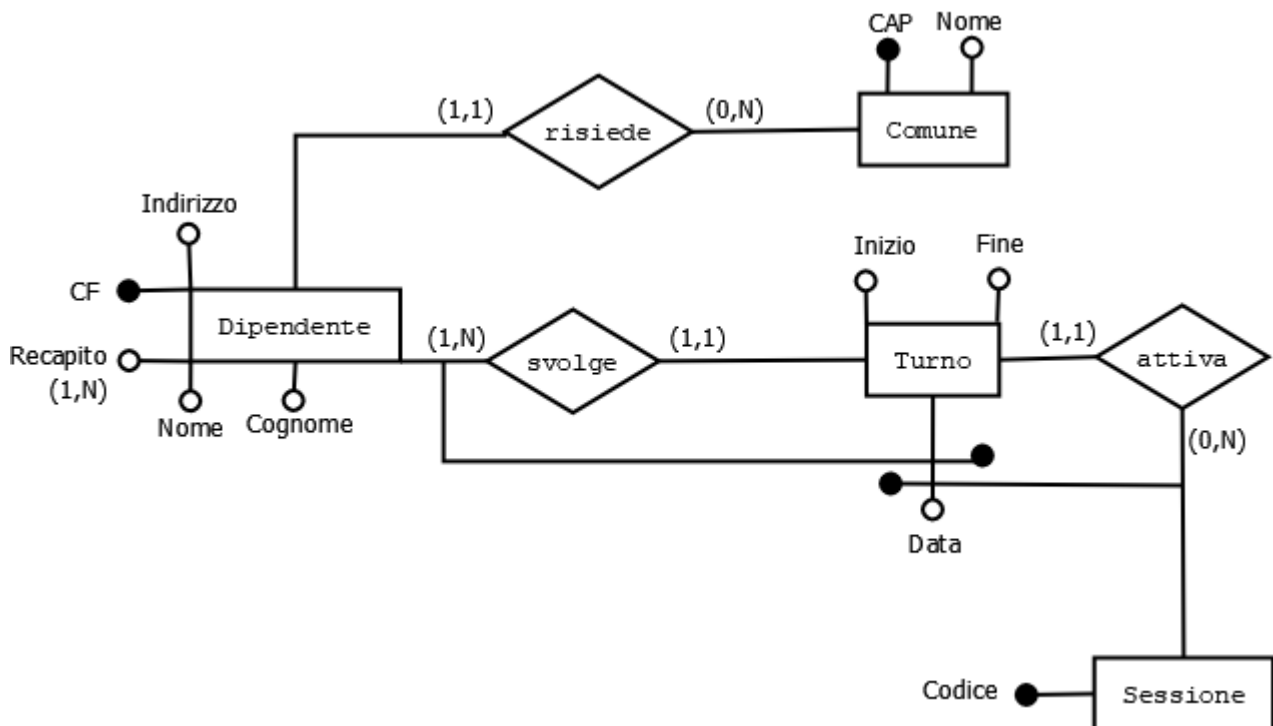 CAP
Nome
(1,1)
risiede
(0,N)
Comune
Indirizzo
Inizio
Fine
CF
Dipendente
Recapito
(1,N)
(1,N)
svolge
(1,1)
Turno
(1,1)
attiva
Nome
Cognome
(0,N)
Data
Codice
Sessione